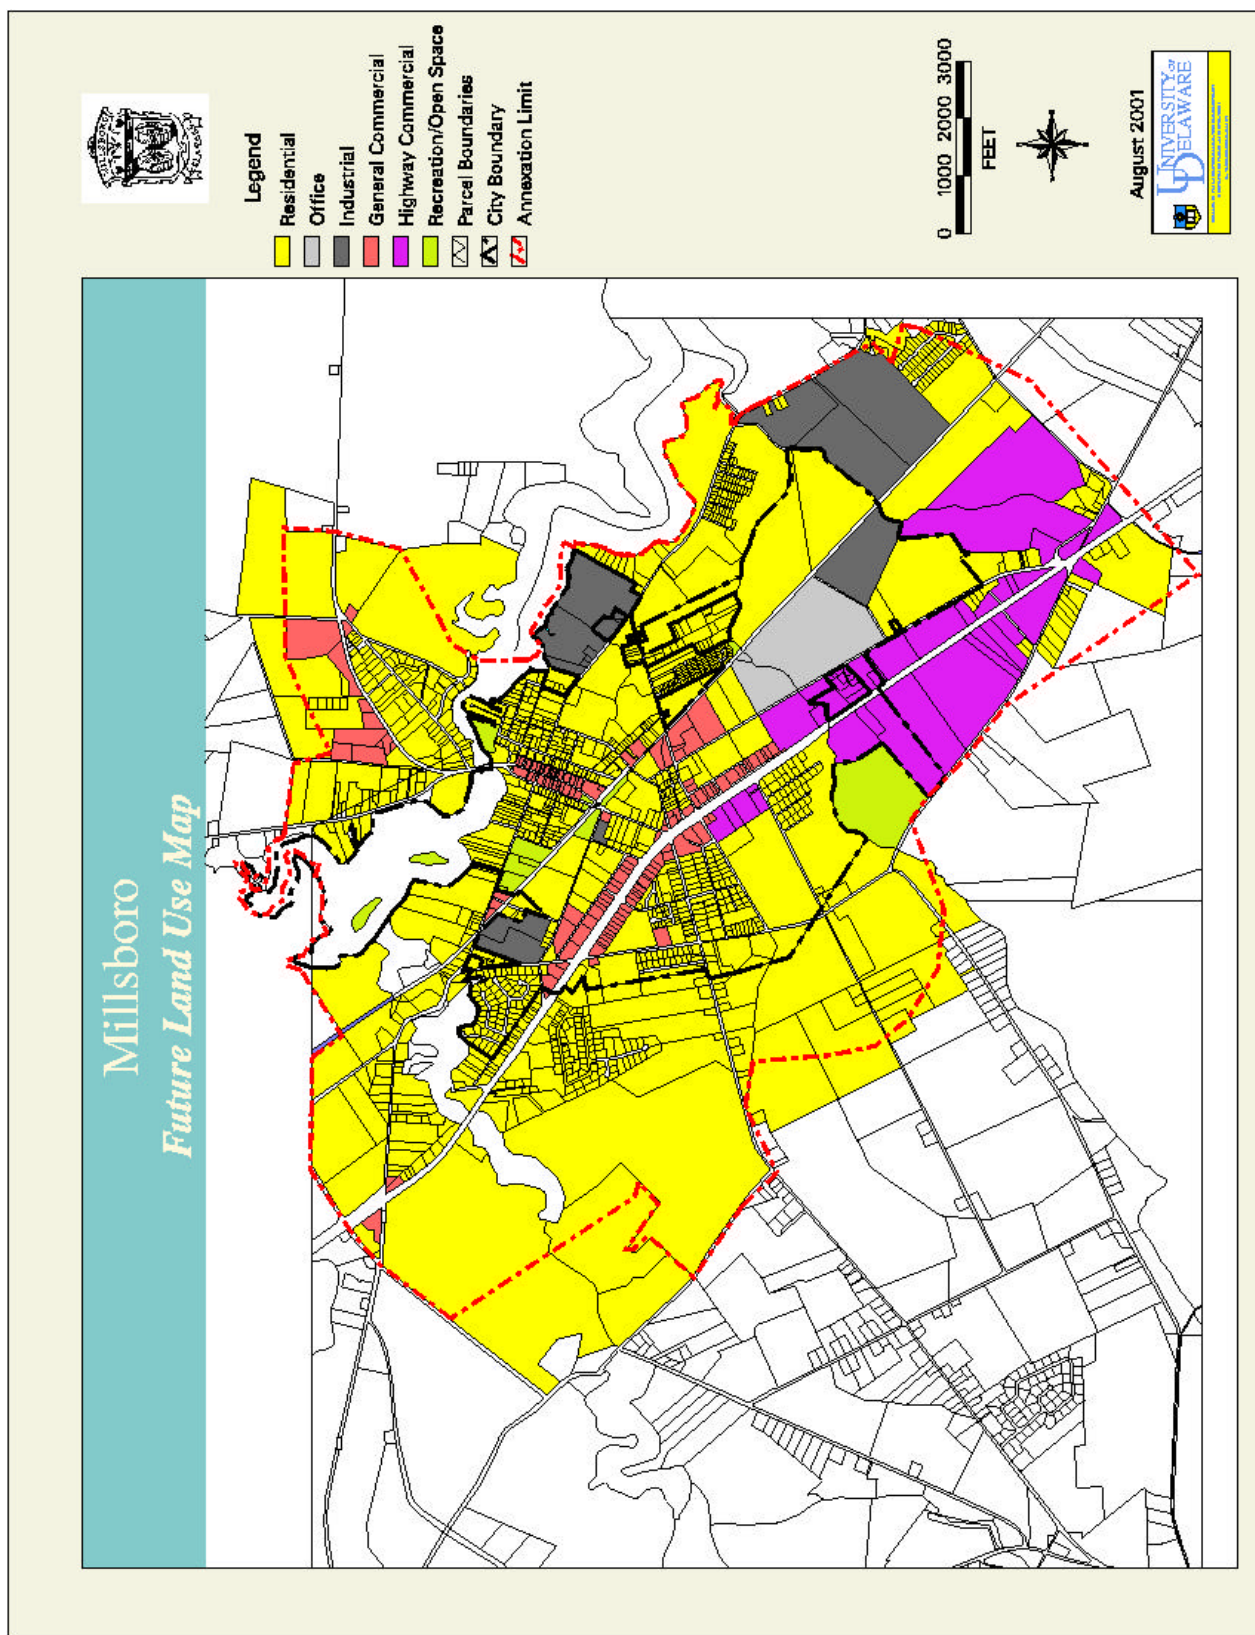 Millsboro
Future Land Use Map
Legend
Residential
Office
Industrial
General Commercial
Highway Commercial
Recreation/Open Space
Parcel Boundaries
City Boundary
Annexation Limit
0 1000 2000 3000
FEET
August 2001
UNIVERSITY OF
DELAWARE